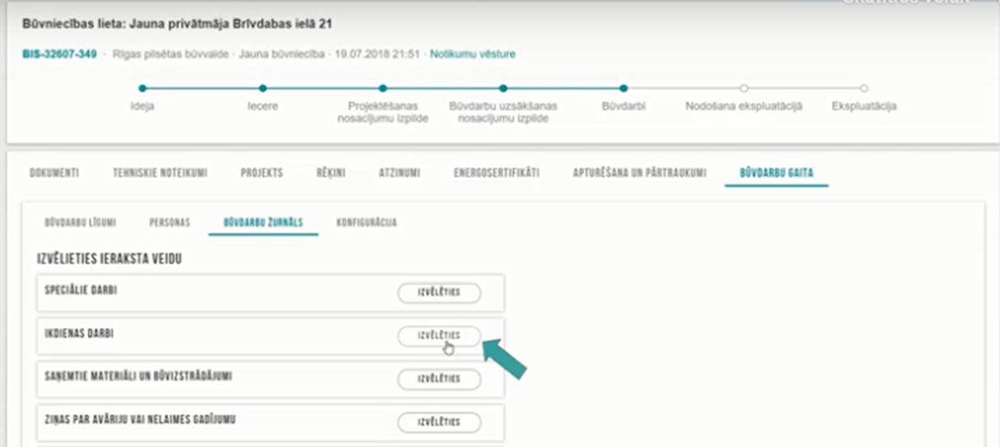 Skatīties vēlāk
Būvniecības lieta: Jauna privātmāja Brīvdabas ielā 21
BIS-32607-349 · Rīgas pilsētas būvvalde · Jauna būvniecība · 19.07.2018 21:51 · Notikumu vēsture
Ideja Iecere Projektēšanas nosacījumu izpilde Būvdarbu uzsākšanas nosacījumu izpilde Būvdarbi Nodošana ekspluatācijā Ekspluatācija
DOKUMENTI TEHNISKIE NOTEIKUMI PROJEKTS RĒĶINI ATZINUMI ENERGOSERTIFIKĀTI APTURĒŠANA UN PĀRTRAUKUMI BŪVDARBU GAITA
BŪVDARBU LĪGUMI PERSONAS BŪVDARBU ŽURNĀLS KONFIGURĀCIJA
IZVĒLIETIES IERAKSTA VEIDU
SPECIĀLIE DARBI IZVĒLĒTIES
IKDIENAS DARBI IZVĒLĒTIES
SAŅEMTIE MATERIĀLI UN BŪVIZSTRĀDĀJUMI IZVĒLĒTIES
ZIŅAS PAR AVĀRIJU VAI NELAIMES GADĪJUMU IZVĒLĒTIES